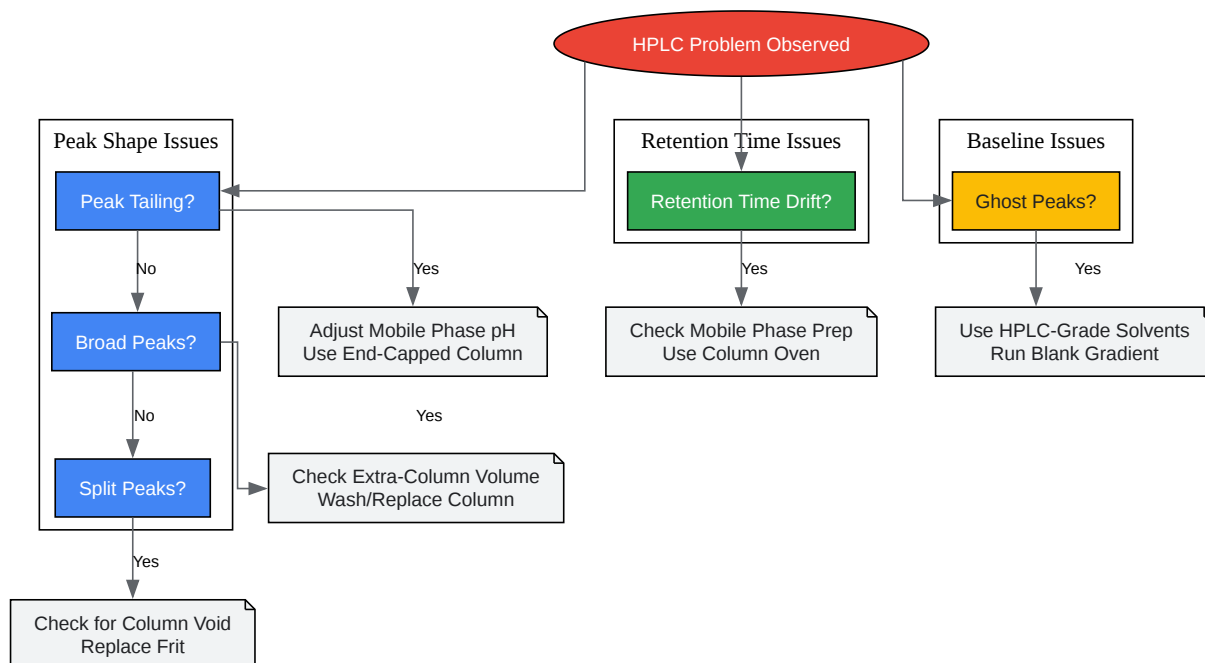 HPLC Problem Observed
Peak Shape Issues
Retention Time Issues
Baseline Issues
Peak Tailing?
Retention Time Drift?
Ghost Peaks?
No
Yes
Yes
Yes
Broad Peaks?
Adjust Mobile Phase pH
Use End-Capped Column
Check Mobile Phase Prep
Use Column Oven
Use HPLC-Grade Solvents
Run Blank Gradient
No
Yes
Split Peaks?
Check Extra-Column Volume
Wash/Replace Column
Yes
Check for Column Void
Replace Frit